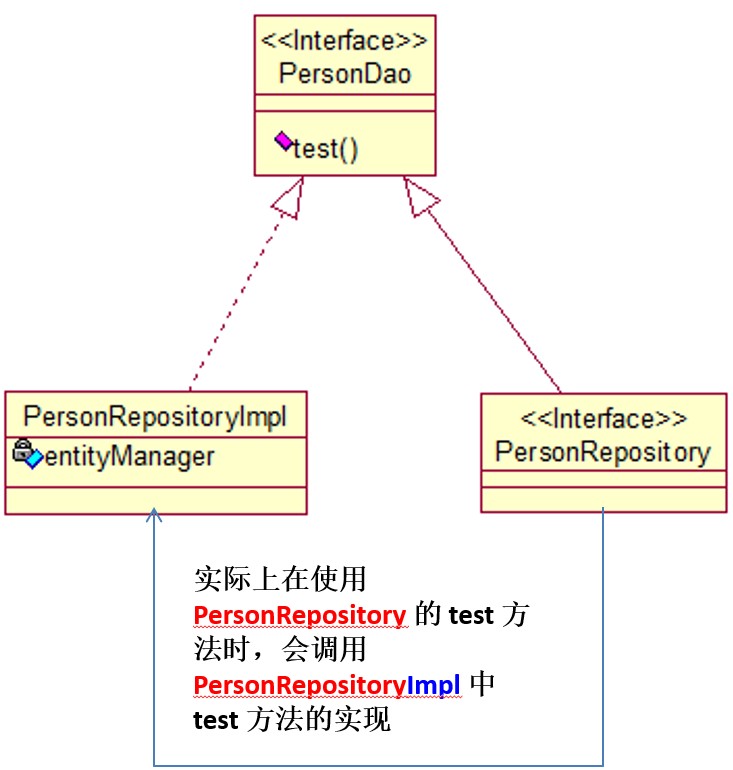 <<Interface>>
PersonDao
test()
PersonRepositoryImpl
entityManager
<<Interface>>
PersonRepository
实际上在使用
PersonRepository 的 test 方
法时，会调用
PersonRepositoryImpl 中
test 方法的实现